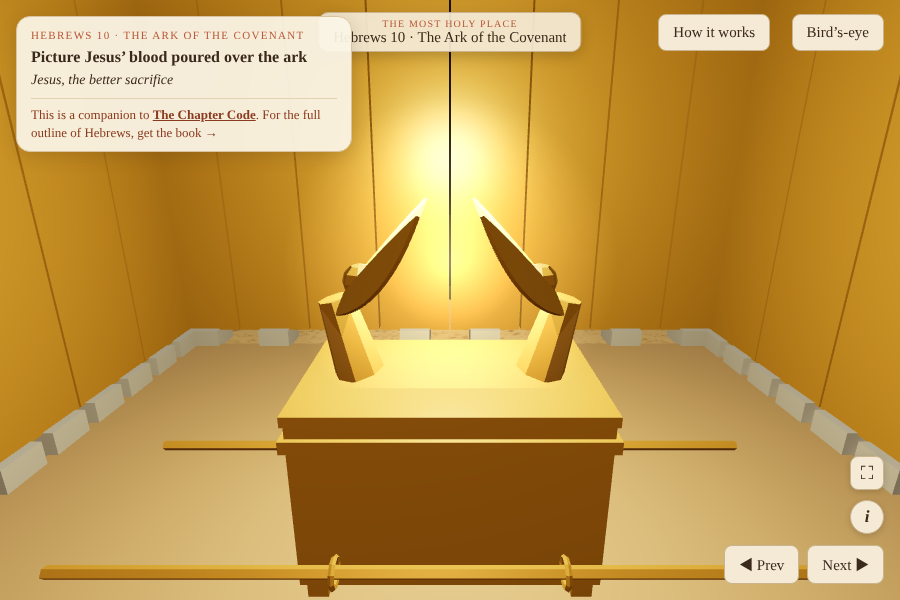 HEBREWS 10 · THE ARK OF THE COVENANT
Picture Jesus’ blood poured over the ark
Jesus, the better sacrifice
This is a companion to The Chapter Code. For the full
outline of Hebrews, get the book →
THE MOST HOLY PLACE
Hebrews 10 · The Ark of the Covenant
How it works
Bird’s-eye
i
◀ Prev
Next ▶